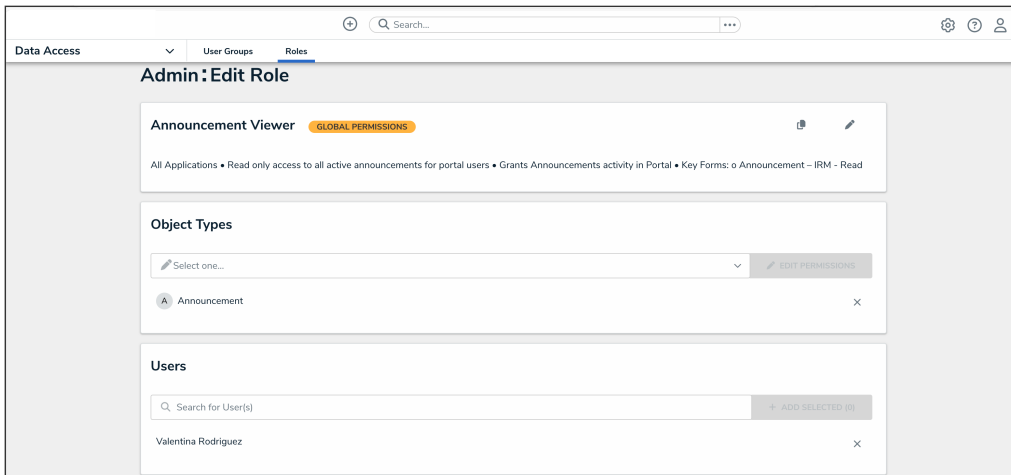 Search...
Data Access
User Groups
Roles
Admin:Edit Role
Announcement Viewer GLOBAL PERMISSIONS
All Applications • Read only access to all active announcements for portal users • Grants Announcements activity in Portal • Key Forms: o Announcement – IRM - Read
Object Types
Select one...
EDIT PERMISSIONS
A Announcement
Users
Search for User(s)
+ ADD SELECTED (0)
Valentina Rodriguez